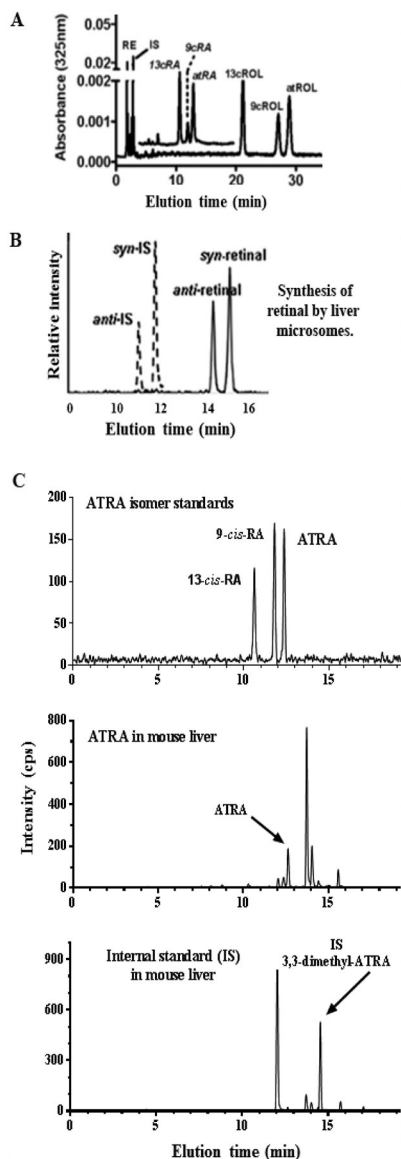 A
Absorbance (325nm)
0.05
0.02
0.002
0.001
0.000
RE
IS
13cRA
9cRA
atRA
13cROL
9cROL
atROL
0
10
20
30
Elution time (min)
B
Relative Intensity
syn-IS
anti-IS
syn-retinal
anti-retinal
Synthesis of
retinal by liver
microsomes.
0 10 12 14 16
Elution time (min)
C
200
150
100
50
0
ATRA isomer standards
9-cis-RA
ATRA
13-cis-RA
0 5 10 15
Intensity (cps)
800
600
400
200
0
ATRA in mouse liver
ATRA
0 5 10 15
900
600
300
0
Internal standard (IS)
in mouse liver
IS
3,3-dimethyl-ATRA
0 5 10 15
Elution time (min)